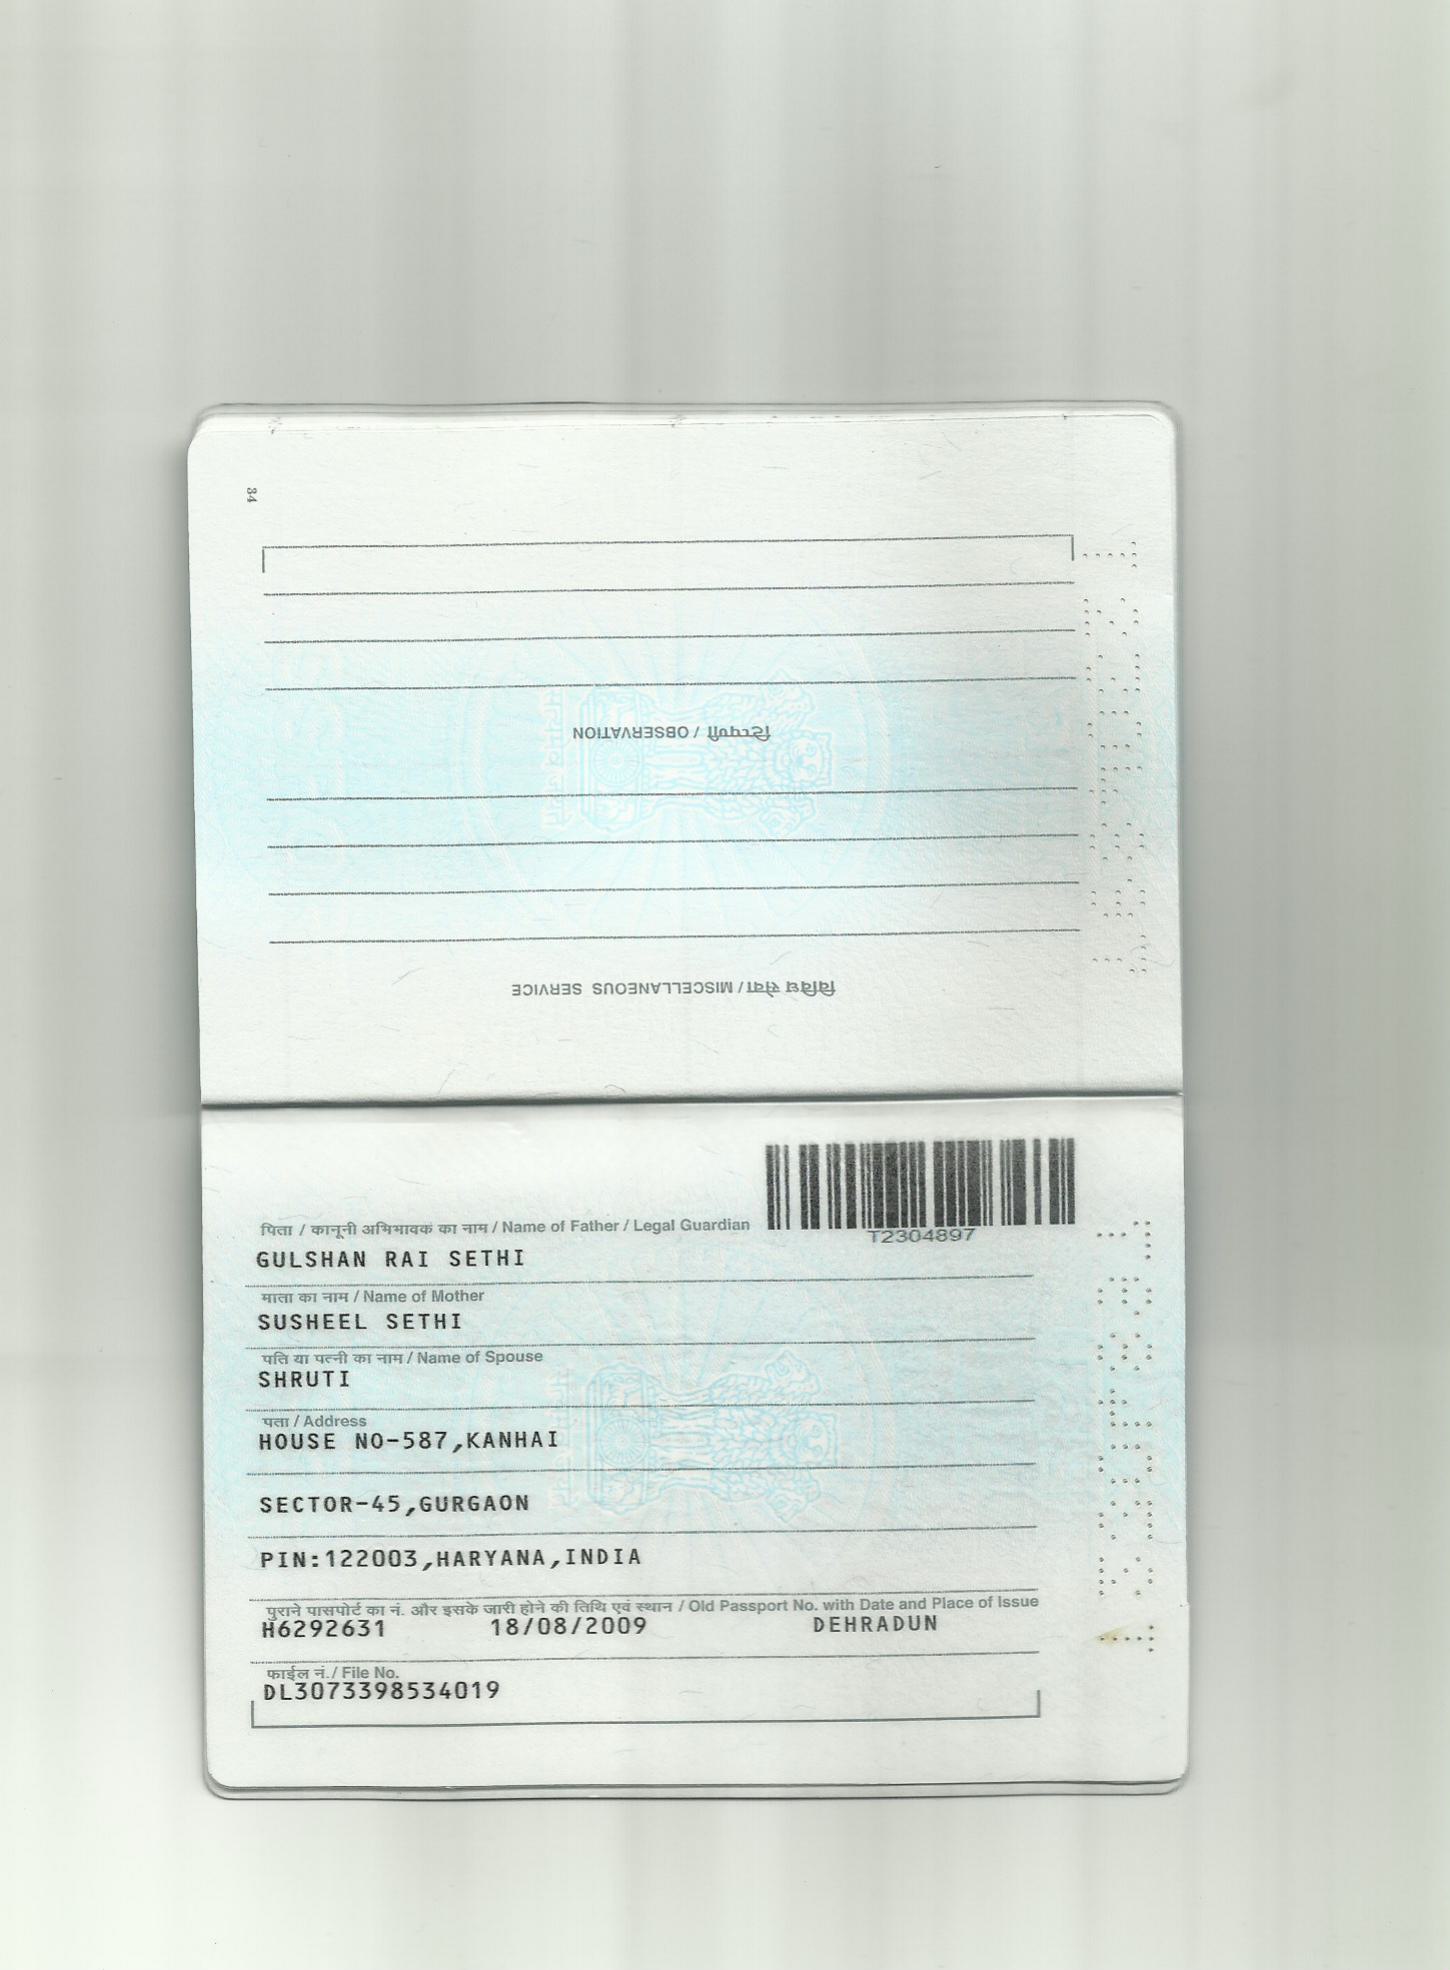 34
टिप्पणी / OBSERVATION
विविध सेवा / MISCELLANEOUS SERVICE
T2304897
पिता / कानूनी अभिभावक का नाम / Name of Father / Legal Guardian
GULSHAN RAI SETHI
माता का नाम / Name of Mother
SUSHEEL SETHI
पति या पत्नी का नाम / Name of Spouse
SHRUTI
पता / Address
HOUSE NO-587,KANHAI
SECTOR-45,GURGAON
PIN:122003,HARYANA,INDIA
पुराने पासपोर्ट का नं. और इसके जारी होने की तिथि एवं स्थान / Old Passport No. with Date and Place of Issue
H6292631 18/08/2009 DEHRADUN
फाईल नं./ File No.
DL3073398534019